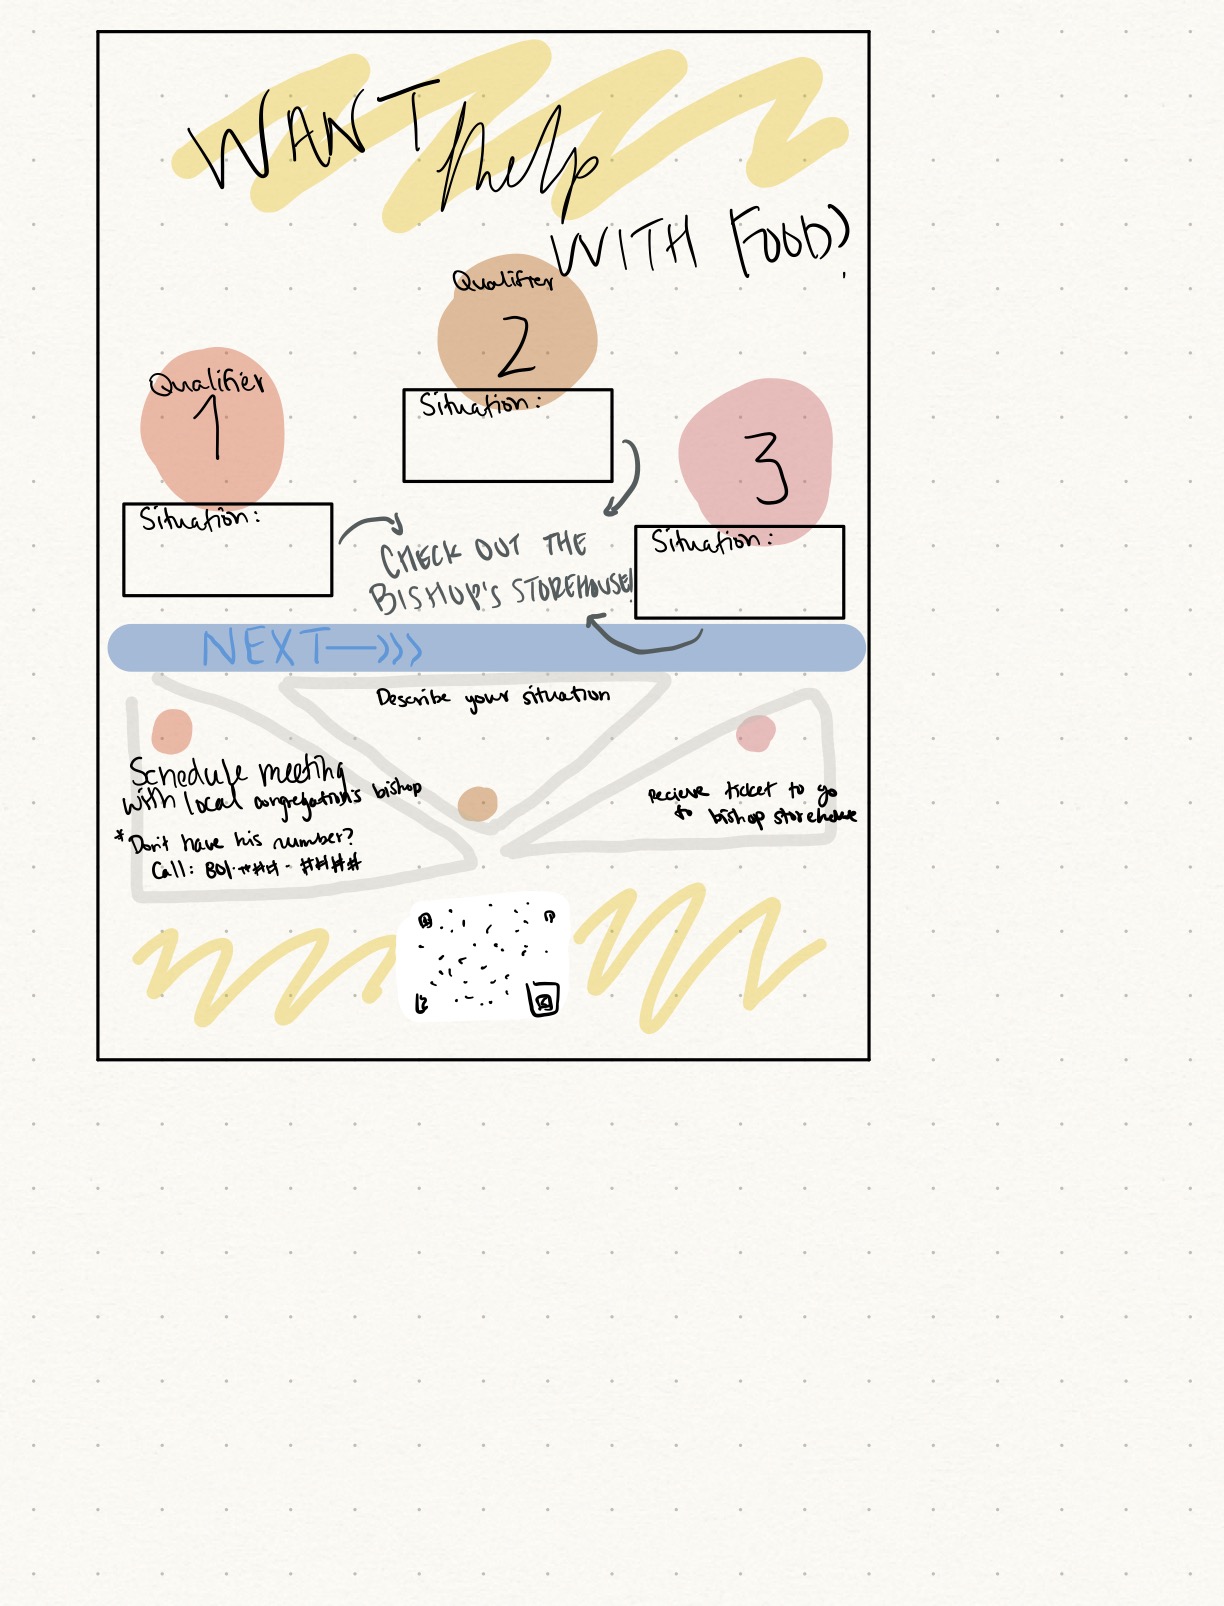 WANT help
WITH FOOD?
Qualifier
2
Qualifier
1
3
Situation:
Situation:
Situation:
CHECK OUT THE
BISHOP'S STOREHOUSE!
NEXT
Describe your situation
Schedule meeting
with local congregation's bishop
*Don't have his number?
Call: 801-###-####
Recieve ticket to go
to bishop storehouse